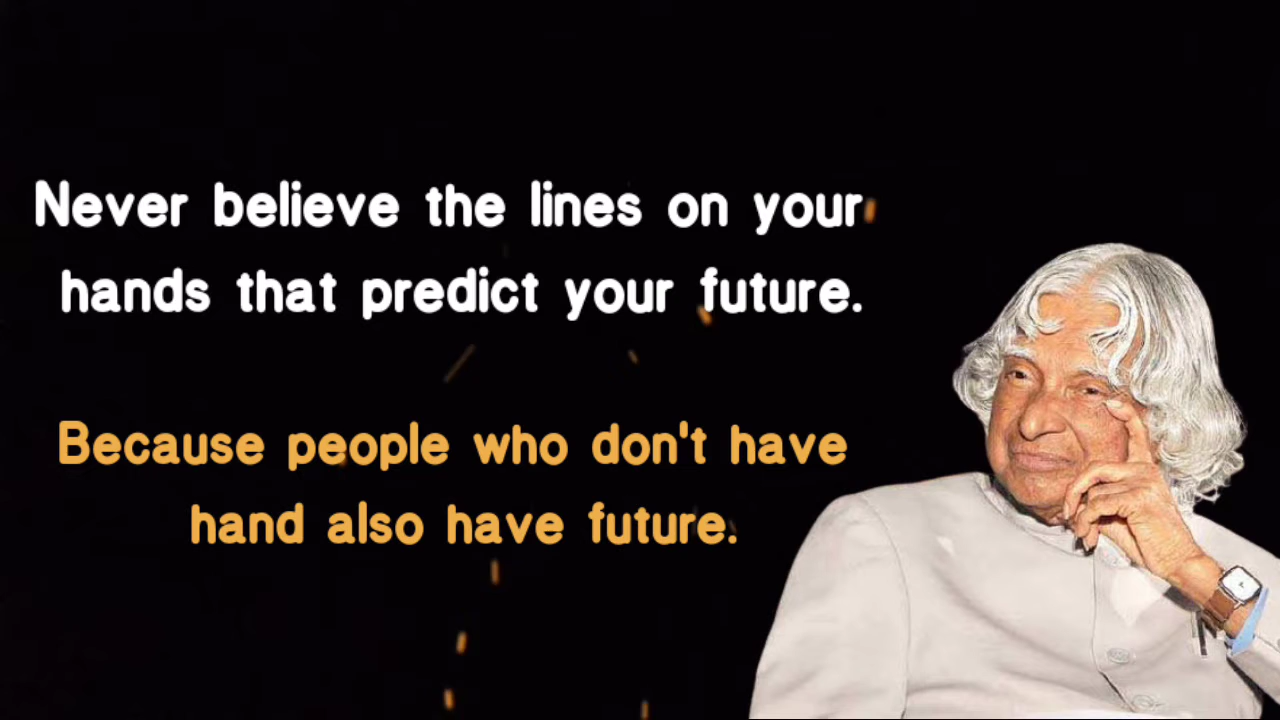 Never believe the lines on your
hands that predict your future.
Because people who don't have
hand also have future.